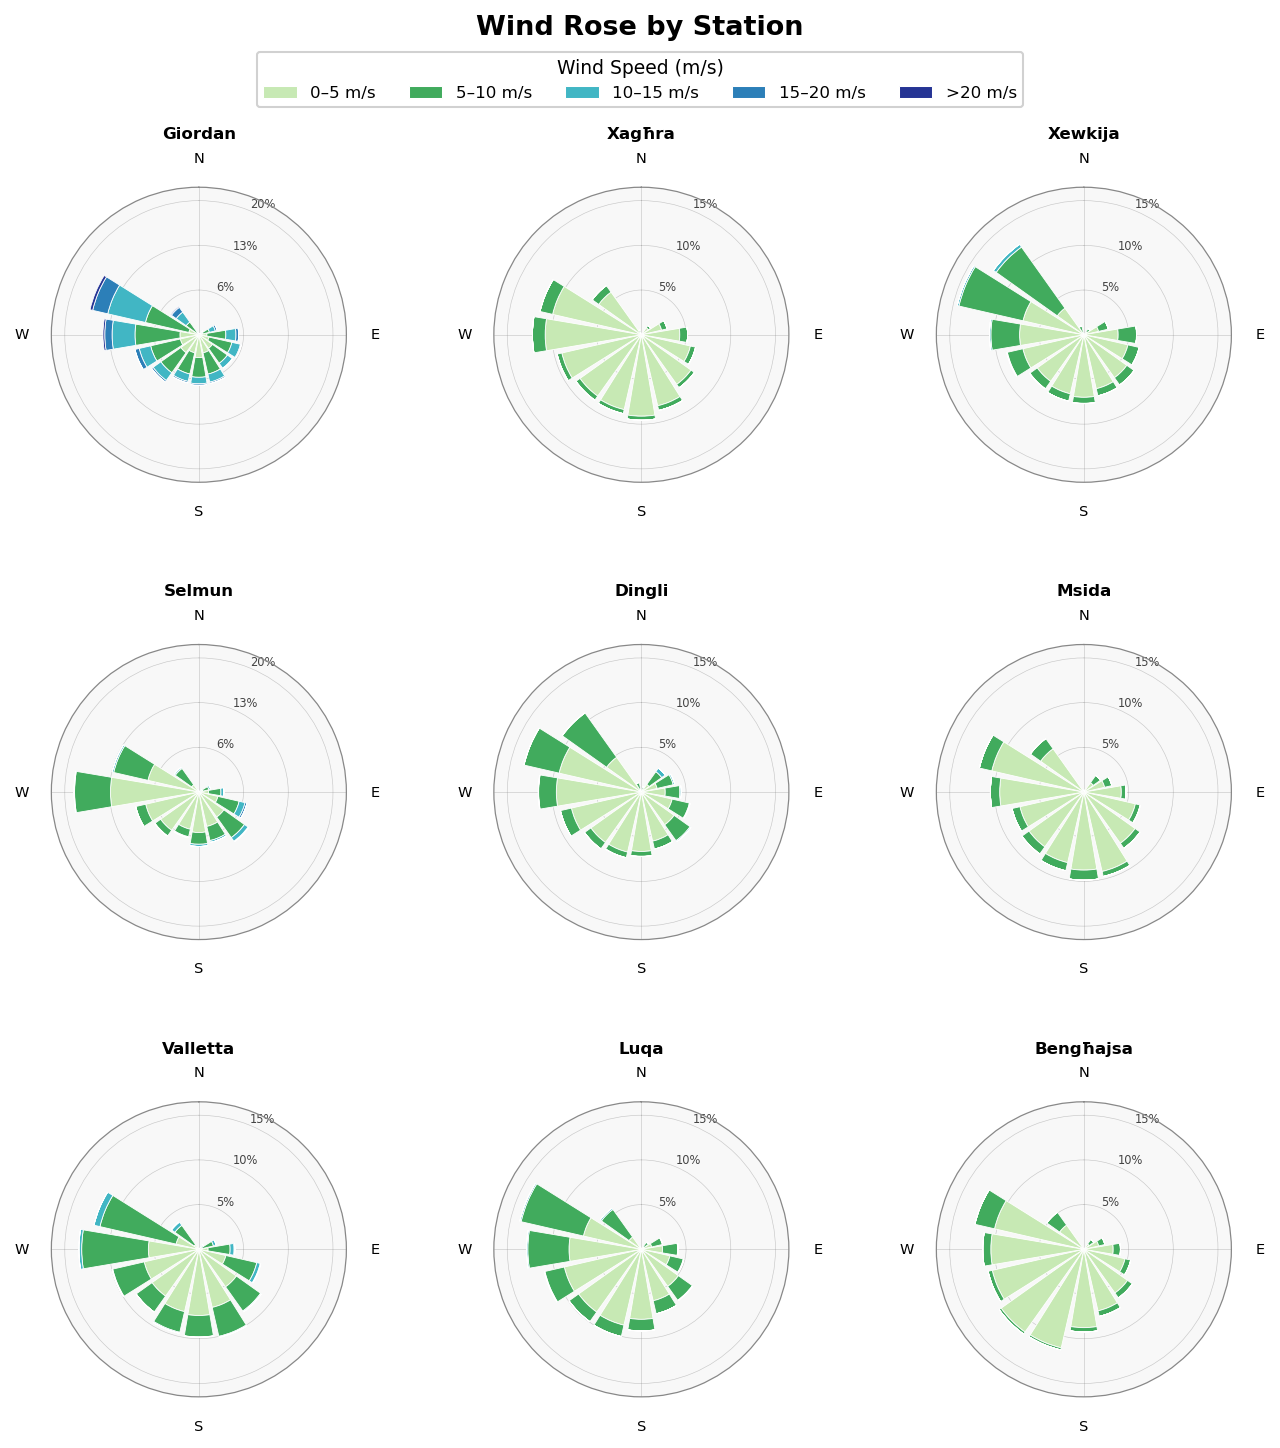 Wind Rose by Station
Wind Speed (m/s)
0–5 m/s 5–10 m/s 10–15 m/s 15–20 m/s >20 m/s
Giordan Xagħra Xewkija
N N N
20% 15% 15%
13% 10% 10%
6% 5% 5%
W E W E W E
S S S
Selmun Dingli Msida
N N N
20% 15% 15%
13% 10% 10%
6% 5% 5%
W E W E W E
S S S
Valletta Luqa Bengħajsa
N N N
15% 15% 15%
10% 10% 10%
5% 5% 5%
W E W E W E
S S S